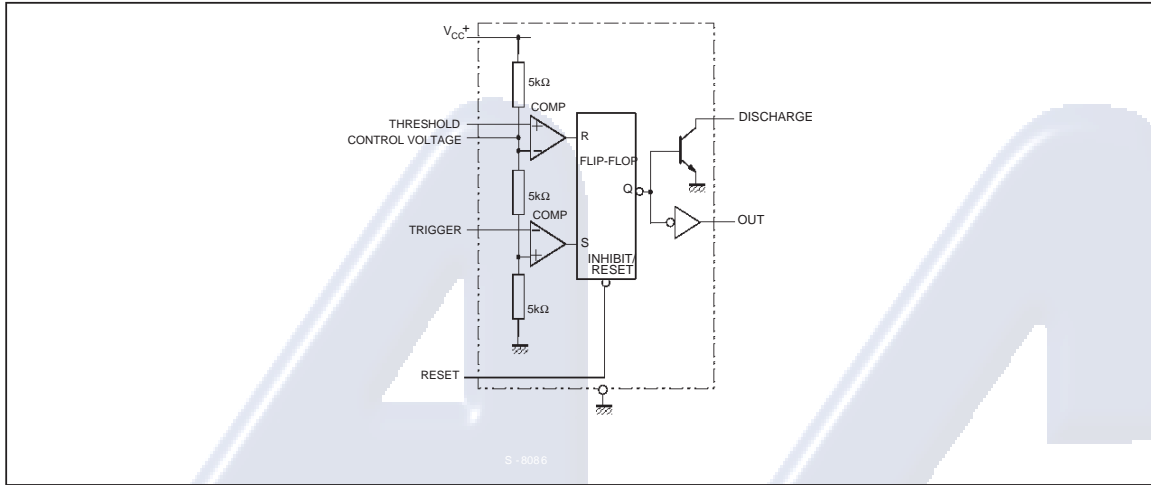 VCC+
5kΩ
COMP
THRESHOLD
CONTROL VOLTAGE
R
FLIP-FLOP
DISCHARGE
Q
5kΩ
COMP
TRIGGER
S
OUT
INHIBIT/
RESET
5kΩ
RESET
S - 8086